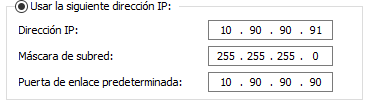 Usar la siguiente dirección IP:
Dirección IP: 10 . 90 . 90 . 91
Máscara de subred: 255 . 255 . 255 . 0
Puerta de enlace predeterminada: 10 . 90 . 90 . 90